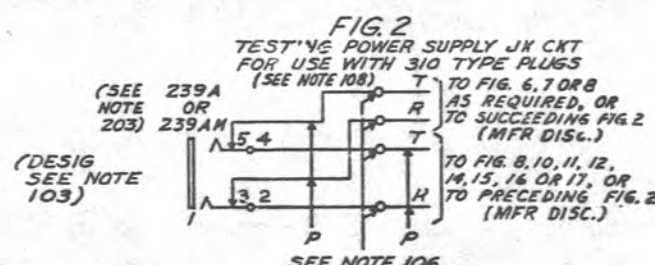 FIG. 2
TESTING POWER SUPPLY JK CKT
FOR USE WITH 310 TYPE PLUGS
(SEE NOTE 108)
(SEE 239A
NOTE OR
203) 239AM
(DESIG
SEE NOTE
103)
5 4
3 2
1
T
R
T
R
TO FIG. 6, 7 OR 8
AS REQUIRED, OR
TO SUCCEEDING FIG. 2
(MFR DISC.)
TO FIG. 8, 10, 11, 12,
14, 15, 16 OR 17, OR
TO PRECEDING FIG. 2
(MFR DISC.)
P P
SEE NOTE 106